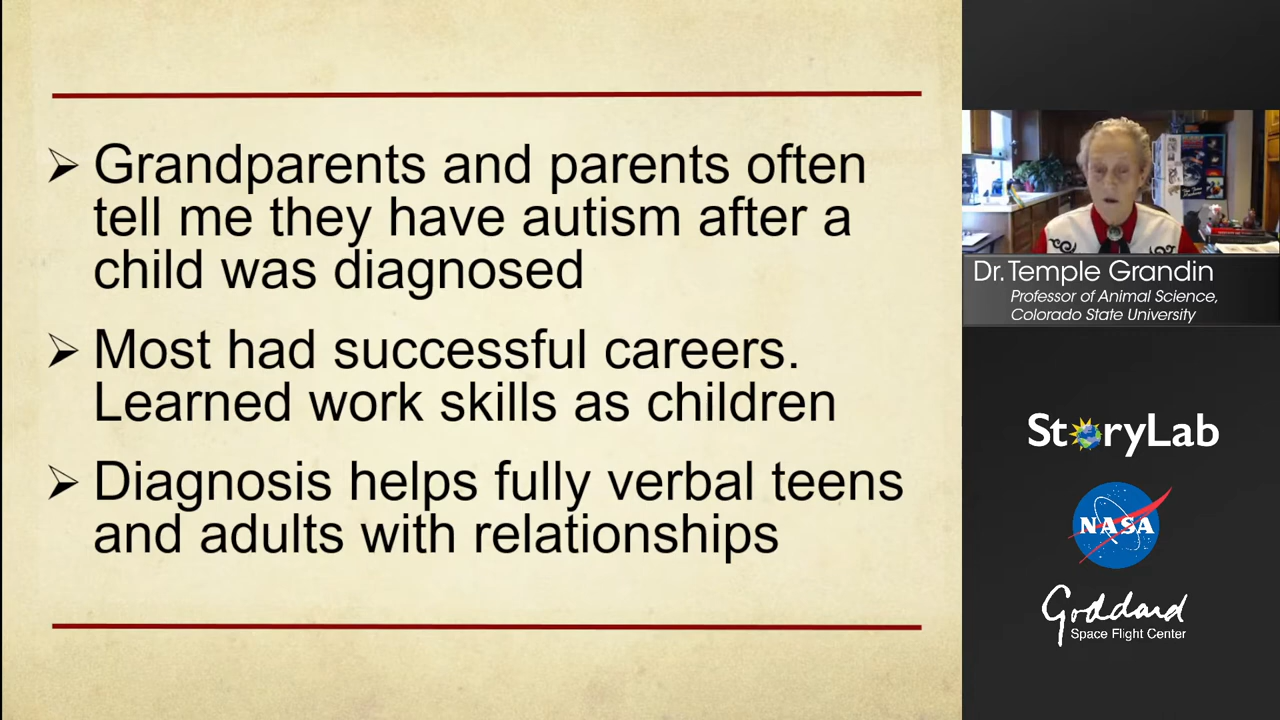 ➢ Grandparents and parents often
tell me they have autism after a
child was diagnosed
➢ Most had successful careers.
Learned work skills as children
➢ Diagnosis helps fully verbal teens
and adults with relationships
Dr. Temple Grandin
Professor of Animal Science,
Colorado State University
StoryLab
NASA
Goddard
Space Flight Center